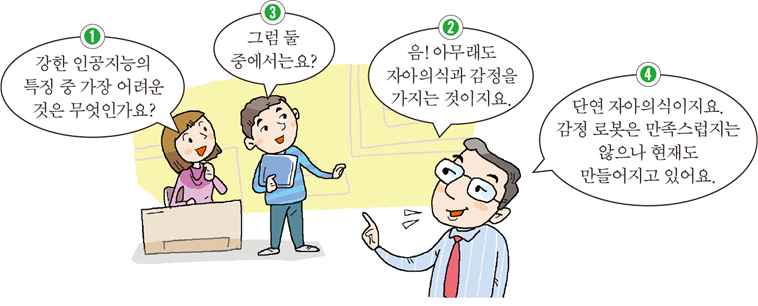 1
강한 인공지능의
특징 중 가장 어려운
것은 무엇인가요?
2
음! 아무래도
자아의식과 감정을
가지는 것이지요.
3
그럼 둘
중에서는요?
4
단연 자아의식이지요.
감정 로봇은 만족스럽지는
않으나 현재도
만들어지고 있어요.